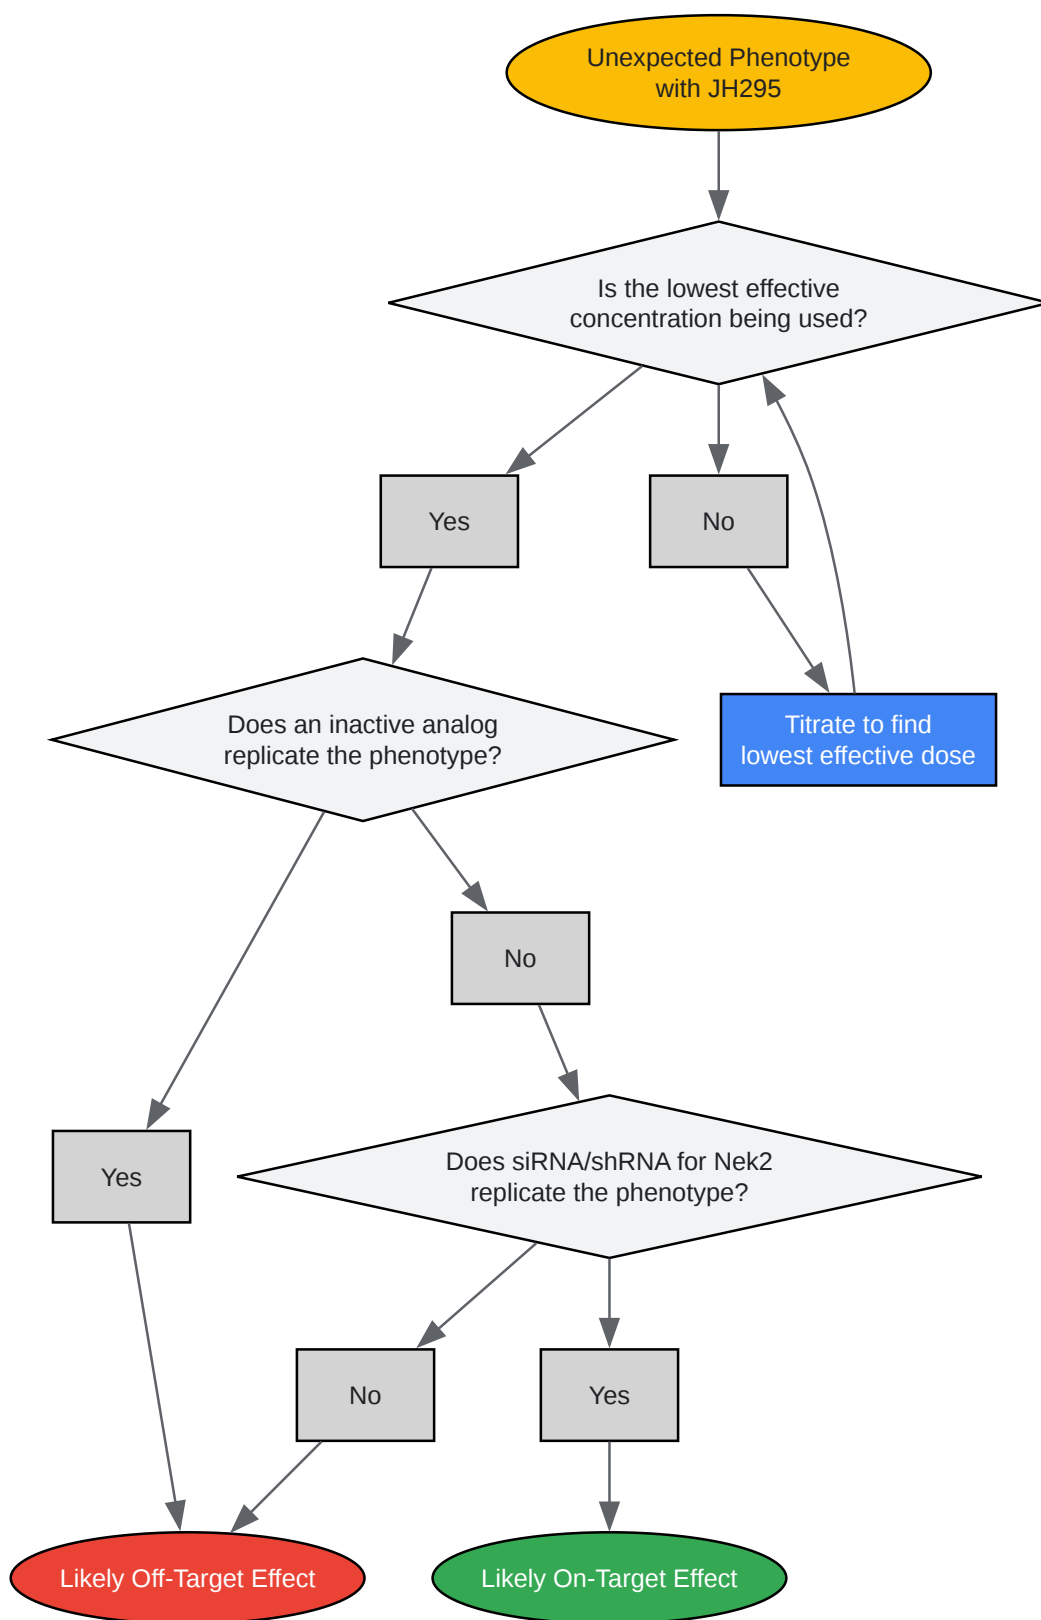 Unexpected Phenotype
with JH295
Is the lowest effective
concentration being used?
Yes
No
Titrate to find
lowest effective dose
Does an inactive analog
replicate the phenotype?
No
Yes
Does siRNA/shRNA for Nek2
replicate the phenotype?
No
Yes
Likely Off-Target Effect
Likely On-Target Effect